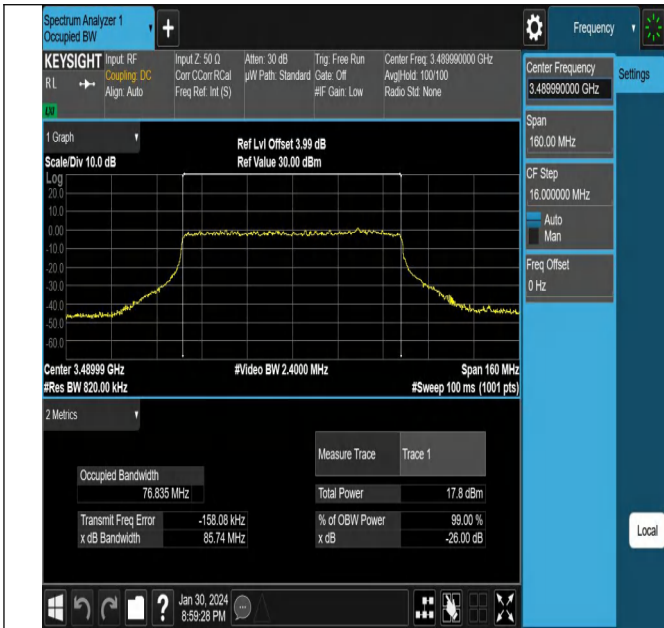 Spectrum Analyzer 1
Occupied BW
Frequency
KEYSIGHT
RL
LXI
Input: RF
Coupling: DC
Align: Auto
Input Z: 50 Ω
Corr CCorr RCal
Freq Ref: Int (S)
Atten: 30 dB
µW Path: Standard
Trig: Free Run
Gate: Off
#IF Gain: Low
Center Freq: 3.489990000 GHz
Avg|Hold: 100/100
Radio Std: None
Center Frequency
3.489990000 GHz
Settings
Span
160.00 MHz
CF Step
16.000000 MHz
Auto
Man
Freq Offset
0 Hz
Local
1 Graph
Scale/Div 10.0 dB
Ref Lvl Offset 3.99 dB
Ref Value 30.00 dBm
Log
20.0
10.0
0.00
-10.0
-20.0
-30.0
-40.0
-50.0
-60.0
Center 3.48999 GHz
#Video BW 2.4000 MHz
Span 160 MHz
#Res BW 820.00 kHz
#Sweep 100 ms (1001 pts)
2 Metrics
Measure Trace
Trace 1
Occupied Bandwidth
76.835 MHz
Total Power
17.8 dBm
Transmit Freq Error
-158.08 kHz
% of OBW Power
99.00 %
x dB Bandwidth
85.74 MHz
x dB
-26.00 dB
?
Jan 30, 2024
8:59:28 PM